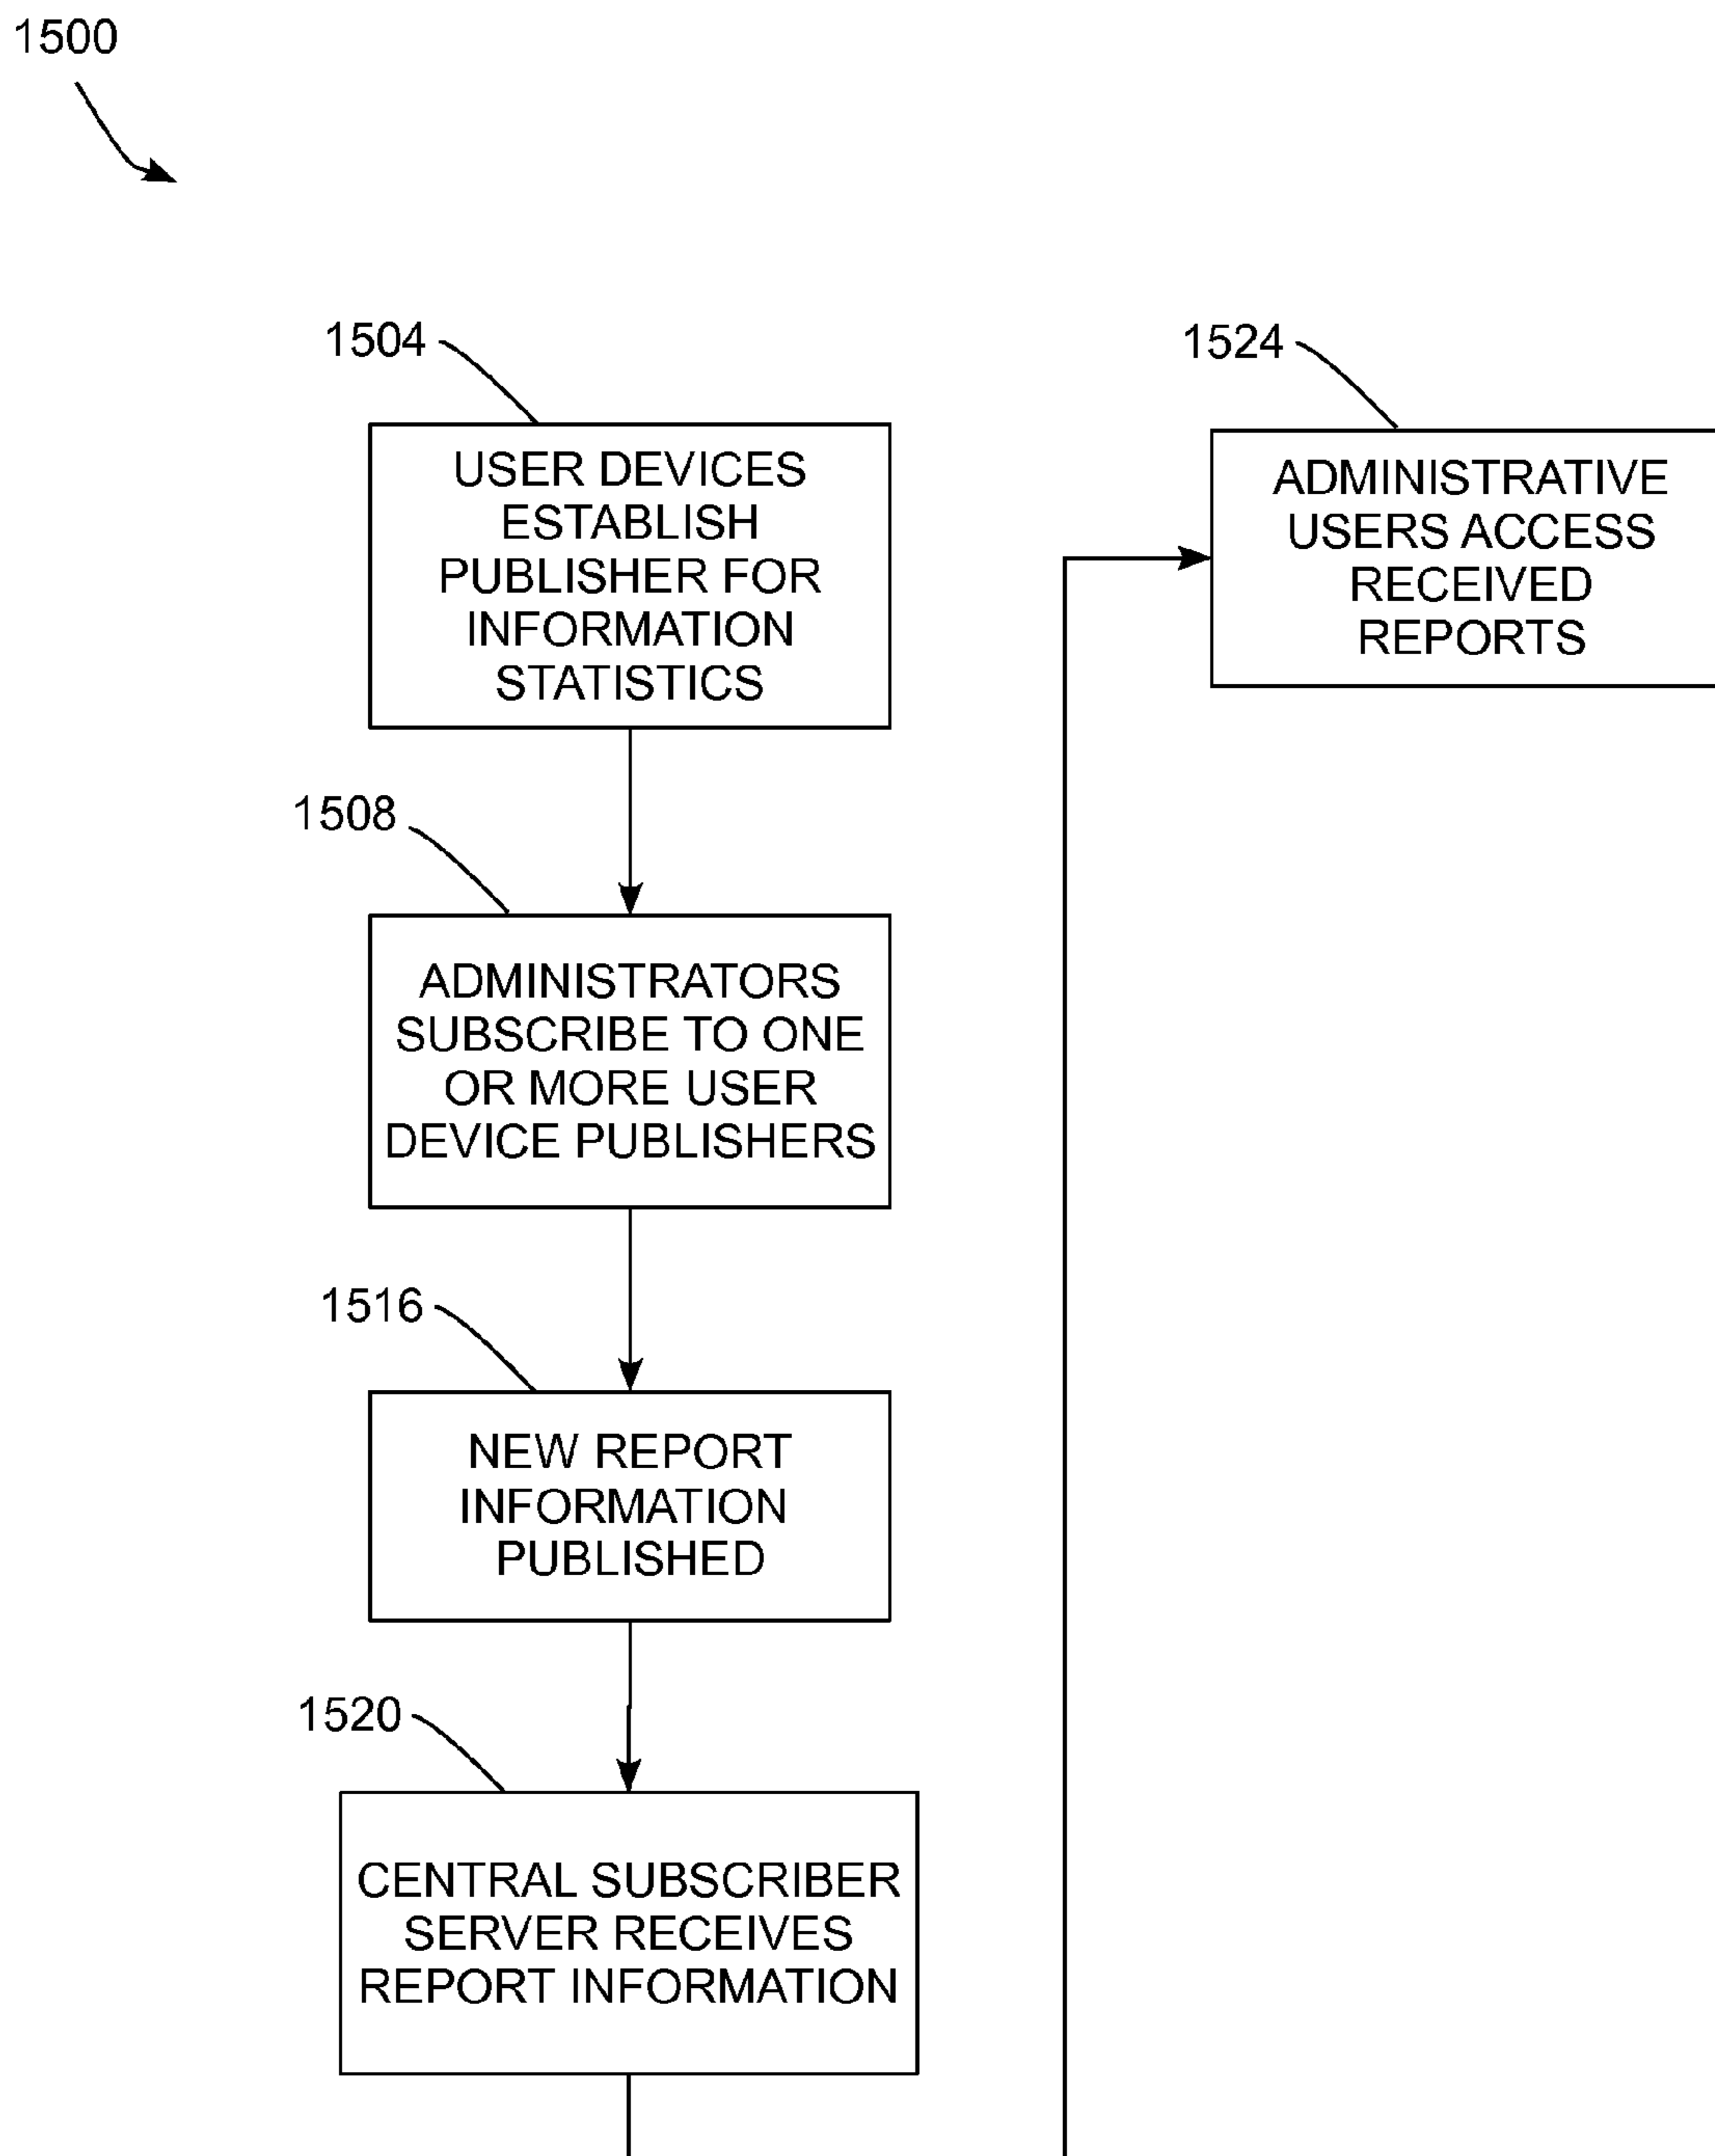 1500
1504
USER DEVICES
ESTABLISH
PUBLISHER FOR
INFORMATION
STATISTICS
1508
ADMINISTRATORS
SUBSCRIBE TO ONE
OR MORE USER
DEVICE PUBLISHERS
1516
NEW REPORT
INFORMATION
PUBLISHED
1520
CENTRAL SUBSCRIBER
SERVER RECEIVES
REPORT INFORMATION
1524
ADMINISTRATIVE
USERS ACCESS
RECEIVED
REPORTS